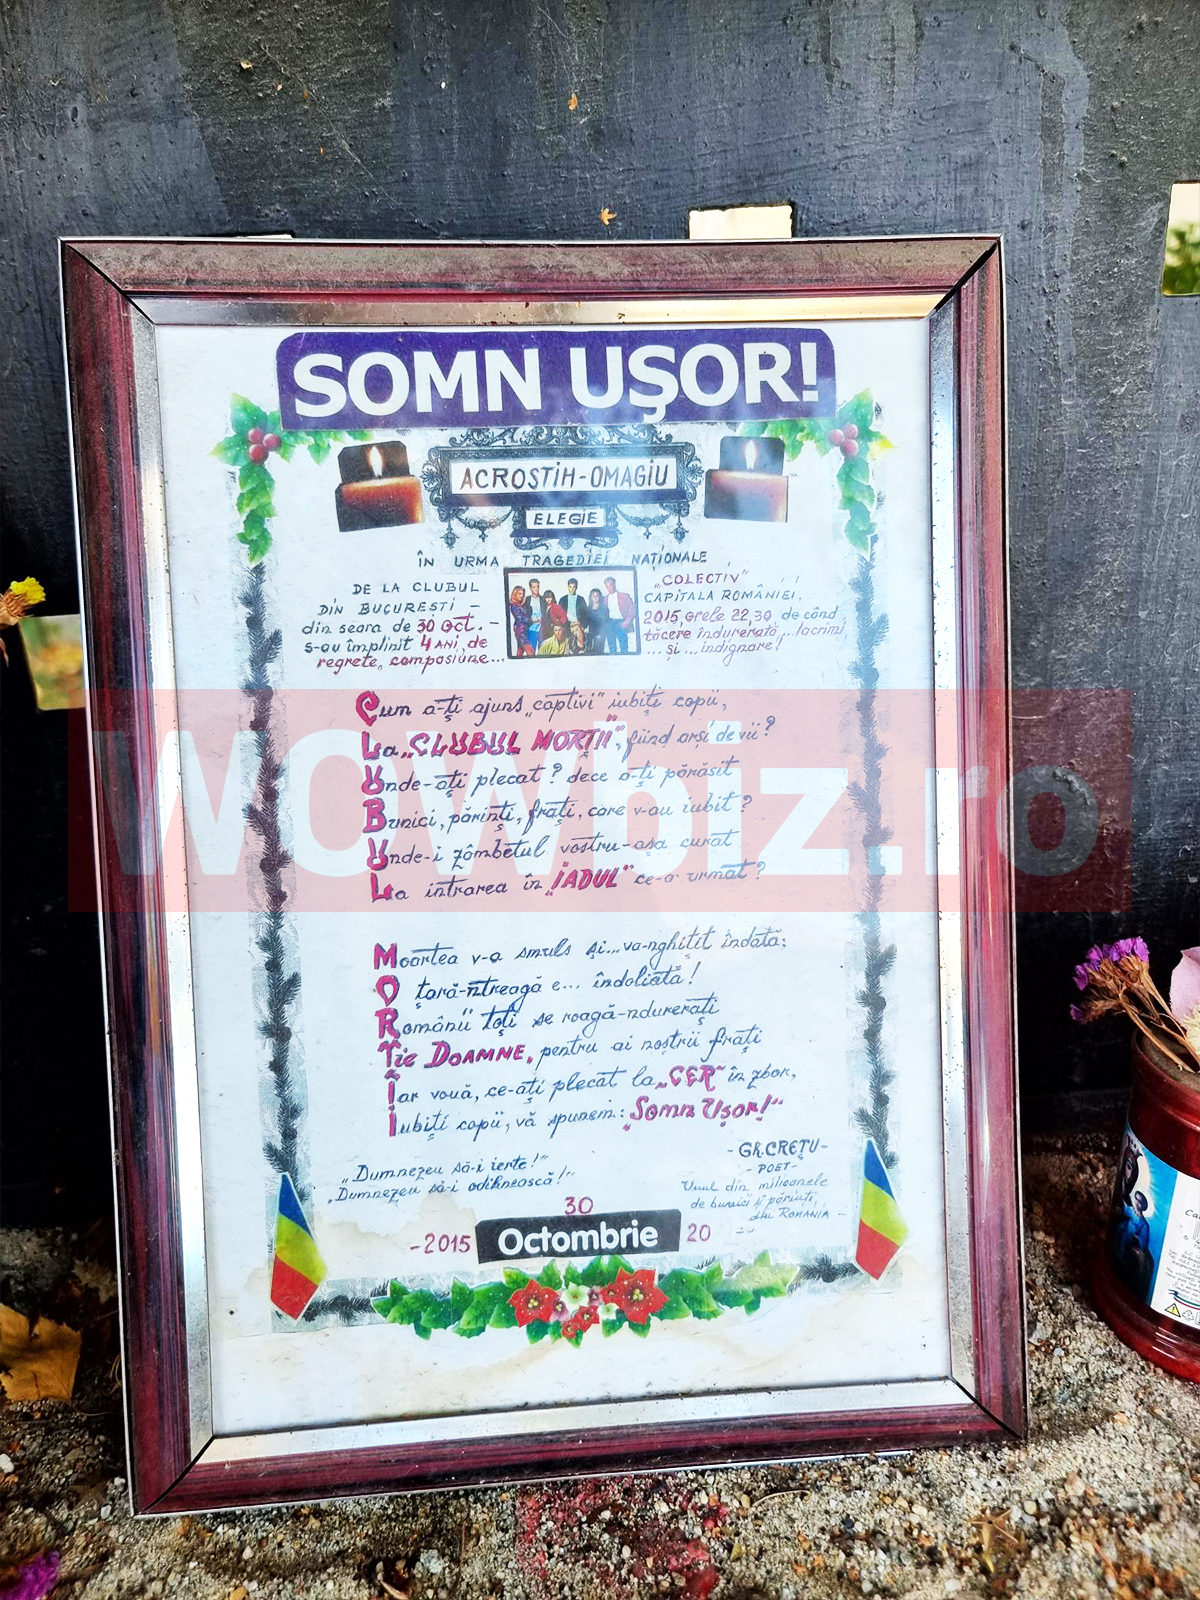 SOMN UȘOR!
ACROSTIH-OMAGIU
ELEGIE
ÎN URMA TRAGEDIEI NAȚIONALE
DE LA CLUBUL „COLECTIV”
DIN BUCUREȘTI - CAPITALA ROMÂNIEI,
din seara de 30 Oct. - 2015, orele 22,30 de când
s-au împlinit 4 ANI, de tăcere îndurerată,...lacrimi,
regrete, compasiune... ... și ... indignare!
Cum a-ți ajuns „captivi” iubiți copii,
La „CLUBUL MORȚII”, fiind arși de vii?
Unde-ați plecat? dece a-ți părăsit
Bunici, părinți, frați, care v-au iubit?
Unde-i zâmbetul vostru-așa curat
La intrarea în „IADUL” ce-a urmat?
Moartea v-a smuls și...va-nghițit îndată;
O țară-ntreagă e... îndoliată!
Românii toți se roagă-ndurerați
Ție DOAMNE, pentru ai noștrii frați
Iar vouă, ce-ați plecat la „CER” în zbor,
Iubiți copii, vă spunem: „Somn Ușor!”
„Dumnezeu să-i ierte!”
„Dumnezeu să-i odihnească!”
- GR.CREȚU -
- POET -
Unul din milioanele
de bunici și părinți,
din ROMÂNIA -
30
-2015 Octombrie 20
WOWbiz.ro